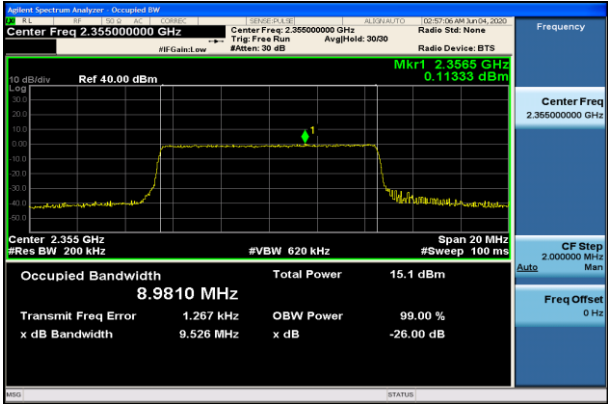 Agilent Spectrum Analyzer - Occupied BW
RL RF 50 Ω AC CORREC SENSE:PULSE ALIGN AUTO 02:57:06 AM Jun 04, 2020
Center Freq 2.355000000 GHz Center Freq: 2.355000000 GHz Radio Std: None Frequency
Trig: Free Run Avg|Hold: 30/30
#IFGain:Low #Atten: 30 dB Radio Device: BTS
Mkr1 2.3565 GHz
10 dB/div Ref 40.00 dBm 0.11333 dBm
Log
30.0
20.0
10.0
0.00
-10.0
-20.0
-30.0
-40.0
-50.0
1
Center Freq
2.355000000 GHz
Center 2.355 GHz Span 20 MHz
#Res BW 200 kHz #VBW 620 kHz #Sweep 100 ms
CF Step
2.000000 MHz
Auto Man
Occupied Bandwidth Total Power 15.1 dBm
8.9810 MHz
Freq Offset
0 Hz
Transmit Freq Error 1.267 kHz OBW Power 99.00 %
x dB Bandwidth 9.526 MHz x dB -26.00 dB
MSG STATUS